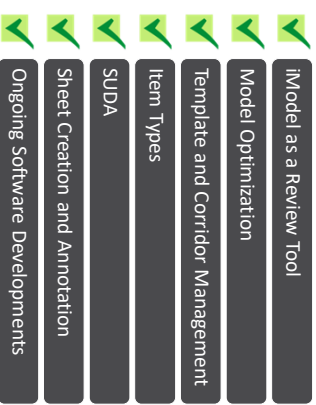 iModel as a Review Tool
Model Optimization
Template and Corridor Management
Item Types
SUDA
Sheet Creation and Annotation
Ongoing Software Developments